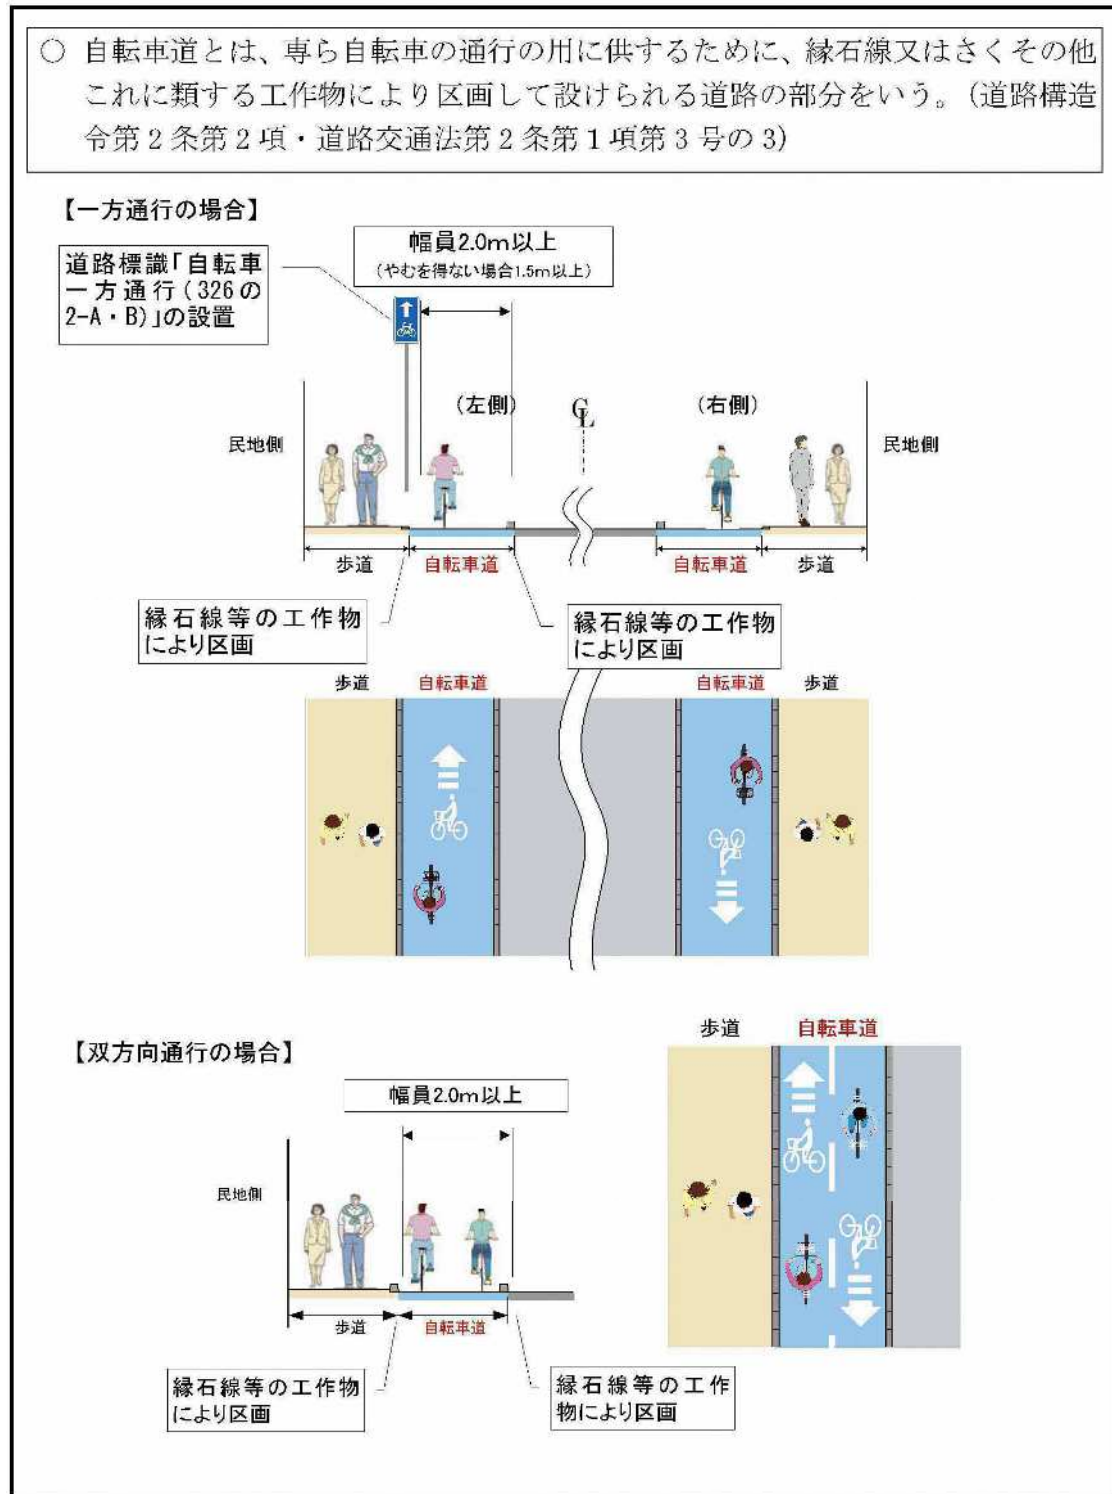 ○ 自転車道とは、専ら自転車の通行の用に供するために、縁石線又はさくその他
これに類する工作物により区画して設けられる道路の部分をいう。(道路構造
令第2条第2項・道路交通法第2条第1項第3号の3)
【一方通行の場合】
道路標識「自転車
一方通行(326の
2-A・B)」の設置
幅員2.0m以上
(やむを得ない場合1.5m以上)
(左側)
CL
(右側)
民地側
民地側
歩道
自転車道
自転車道
歩道
縁石線等の工作物
により区画
縁石線等の工作物
により区画
歩道
自転車道
自転車道
歩道
【双方向通行の場合】
幅員2.0m以上
民地側
歩道
自転車道
縁石線等の工作物
により区画
縁石線等の工作
物により区画
歩道
自転車道